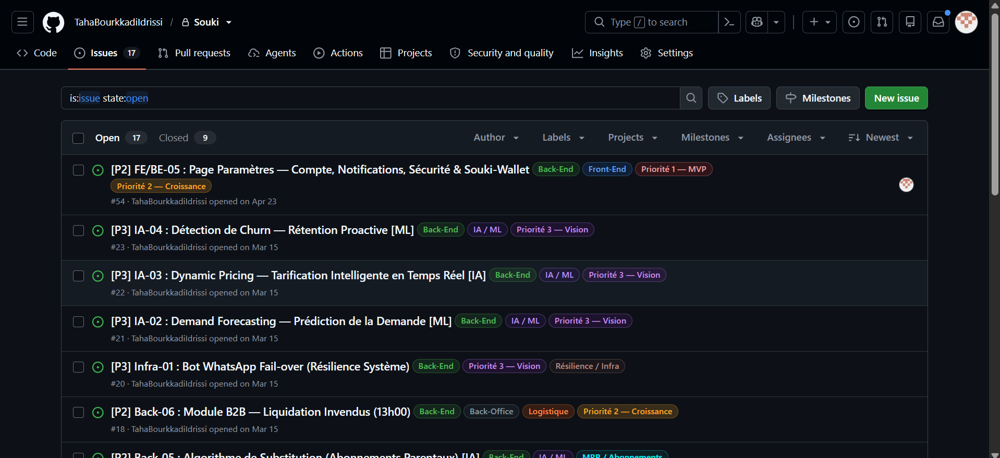 TahaBourkkadiIdrissi / Souki
Type / to search
Code
Issues 17
Pull requests
Agents
Actions
Projects
Security and quality
Insights
Settings
is:issue state:open
Labels
Milestones
New issue
Open 17
Closed 9
Author
Labels
Projects
Milestones
Assignees
Newest
[P2] FE/BE-05 : Page Paramètres — Compte, Notifications, Sécurité & Souki-Wallet Back-End Front-End Priorité 1 — MVP
Priorité 2 — Croissance
#54 · TahaBourkkadiIdrissi opened on Apr 23
[P3] IA-04 : Détection de Churn — Rétention Proactive [ML] Back-End IA / ML Priorité 3 — Vision
#23 · TahaBourkkadiIdrissi opened on Mar 15
[P3] IA-03 : Dynamic Pricing — Tarification Intelligente en Temps Réel [IA] Back-End IA / ML Priorité 3 — Vision
#22 · TahaBourkkadiIdrissi opened on Mar 15
[P3] IA-02 : Demand Forecasting — Prédiction de la Demande [ML] Back-End IA / ML Priorité 3 — Vision
#21 · TahaBourkkadiIdrissi opened on Mar 15
[P3] Infra-01 : Bot WhatsApp Fail-over (Résilience Système) Back-End Priorité 3 — Vision Résilience / Infra
#20 · TahaBourkkadiIdrissi opened on Mar 15
[P2] Back-06 : Module B2B — Liquidation Invendus (13h00) Back-End Back-Office Logistique Priorité 2 — Croissance
#18 · TahaBourkkadiIdrissi opened on Mar 15
[P2] Back-05 : Algorithme de Substitution (Abonnements Parentaux) [IA] Back-End IA / ML MRR / Abonnements